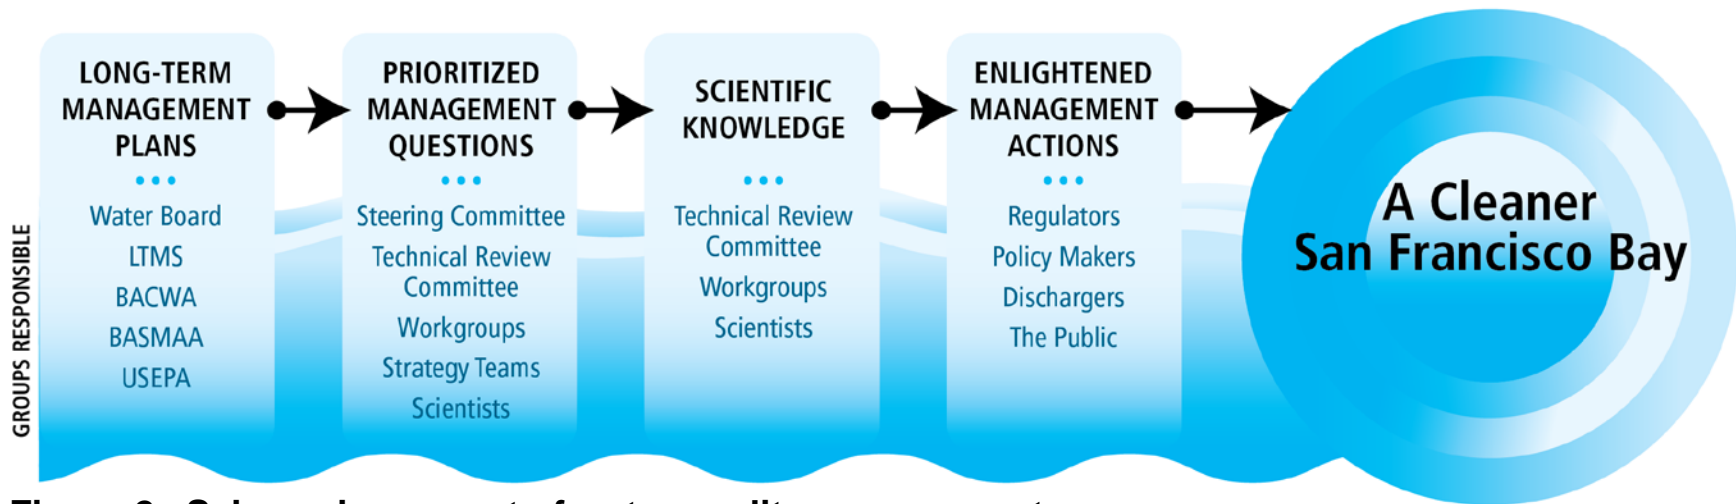 GROUPS RESPONSIBLE
LONG-TERM
MANAGEMENT
PLANS
Water Board
LTMS
BACWA
BASMAA
USEPA
PRIORITIZED
MANAGEMENT
QUESTIONS
Steering Committee
Technical Review
Committee
Workgroups
Strategy Teams
Scientists
SCIENTIFIC
KNOWLEDGE
Technical Review
Committee
Workgroups
Scientists
ENLIGHTENED
MANAGEMENT
ACTIONS
Regulators
Policy Makers
Dischargers
The Public
A Cleaner
San Francisco Bay